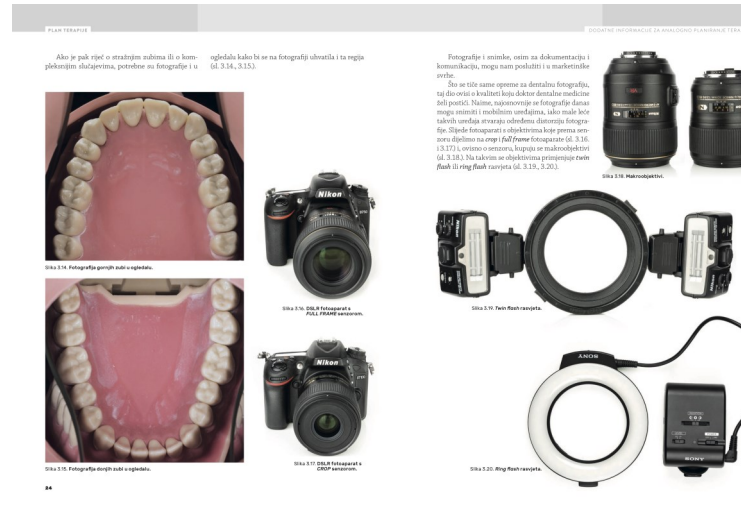 PLAN TERAPIJE
DODATNE INFORMACIJE ZA ANALOGNO PLANIRANJE
Ako je pak riječ o stražnjim zubima ili o kom-
pleksnijim slučajevima, potrebne su fotografije i u
ogledalu kako bi se na fotografiji uhvatila i ta regija
(sl. 3.14., 3.15.).
Slika 3.14. Fotografija gornjih zubi u ogledalu.
Nikon
Slika 3.16. DSLR fotoaparat s
FULL FRAME senzorom.
Nikon
Slika 3.15. Fotografija donjih zubi u ogledalu.
Slika 3.17. DSLR fotoaparat s
CROP senzorom.
34
Fotografije i snimke, osim za dokumentaciju i
komunikaciju, mogu nam poslužiti i u marketinške
svrhe.
Što se tiče same opreme za dentalnu fotografiju,
taj dio ovisi o kvaliteti koju doktor dentalne medicine
želi postići. Naime, najosnovnije se fotografije danas
mogu snimiti i mobilnim uređajima, iako male leće
takvih uređaja stvaraju određenu distorziju fotogra-
fije. Slijede fotoaparati s objektivima koje prema sen-
zoru dijelimo na crop i full frame fotoaparate (sl. 3.16.
i 3.17.) i, ovisno o senzoru, kupuju se makroobjektivi
(sl. 3.18.). Na takvim se objektivima primjenjuje twin
flash ili ring flash rasvjeta (sl. 3.19., 3.20.).
Slika 3.18. Makroobjektivi.
Slika 3.19. Twin flash rasvjeta.
SONY
SONY
Slika 3.20. Ring flash rasvjeta.